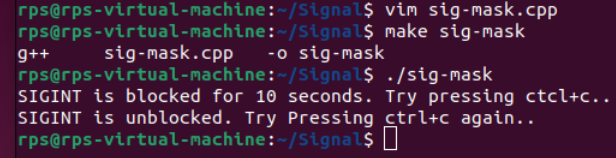 rps@rps-virtual-machine:~/Signal$ vim sig-mask.cpp
rps@rps-virtual-machine:~/Signal$ make sig-mask
g++     sig-mask.cpp   -o sig-mask
rps@rps-virtual-machine:~/Signal$ ./sig-mask
SIGINT is blocked for 10 seconds. Try pressing ctcl+c..
SIGINT is unblocked. Try Pressing ctrl+c again..
rps@rps-virtual-machine:~/Signal$